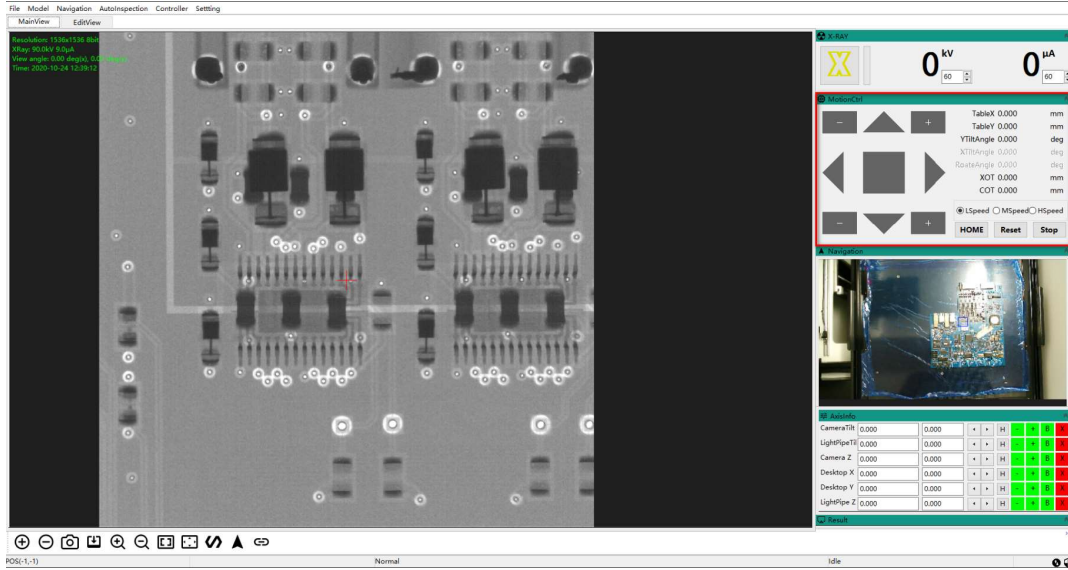 File Model Navigation AutoInspection Controller Settting
MainView EditView
Resolution: 1536x1536 8bit
XRay: 90.0kV 9.0μA
View angle: 0.00 deg(x), 0.0
Time: 2020-10-24 12:39:12
X-RAY
0 kV 60 0 μA 60
MotionCtrl
TableX 0.000 mm
TableY 0.000 mm
YTiltAngle 0.000 deg
XTiltAngle 0.000 deg
RoateAngle 0.000 deg
XOT 0.000 mm
COT 0.000 mm
LSpeed MSpeed HSpeed
HOME Reset Stop
Navigation
AxisInfo
CameraTilt 0.000 0.000 H - + B X
LightPipeTil 0.000 0.000 H - + B X
Camera Z 0.000 0.000 H - + B X
Desktop X 0.000 0.000 H - + B X
Desktop Y 0.000 0.000 H - + B X
LightPipe Z 0.000 0.000 H - + B X
Result
POS(-1,-1) Normal Idle